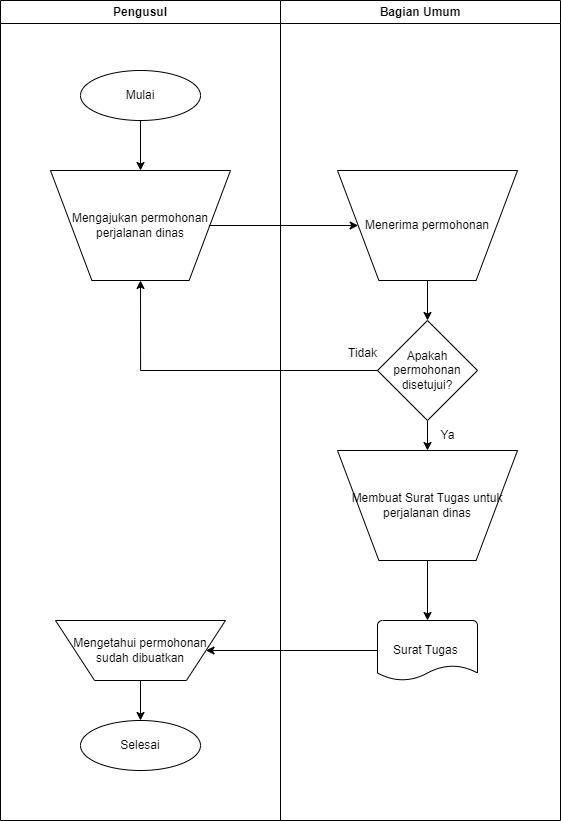 Pengusul
Bagian Umum
Mulai
Mengajukan permohonan
perjalanan dinas
Menerima permohonan
Tidak
Apakah
permohonan
disetujui?
Ya
Membuat Surat Tugas untuk
perjalanan dinas
Mengetahui permohonan
sudah dibuatkan
Surat Tugas
Selesai